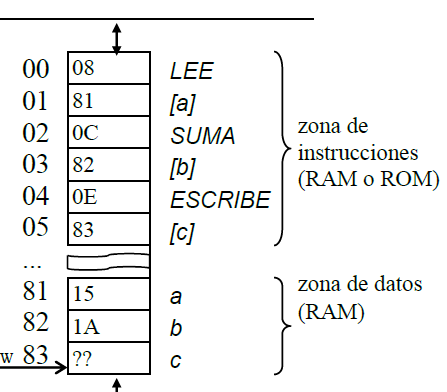 00 08 LEE
01 81 [a]
02 0C SUMA
03 82 [b]
04 0E ESCRIBE
05 83 [c]
zona de
instrucciones
(RAM o ROM)
...
81 15 a
82 1A b
w 83 ?? c
zona de datos
(RAM)